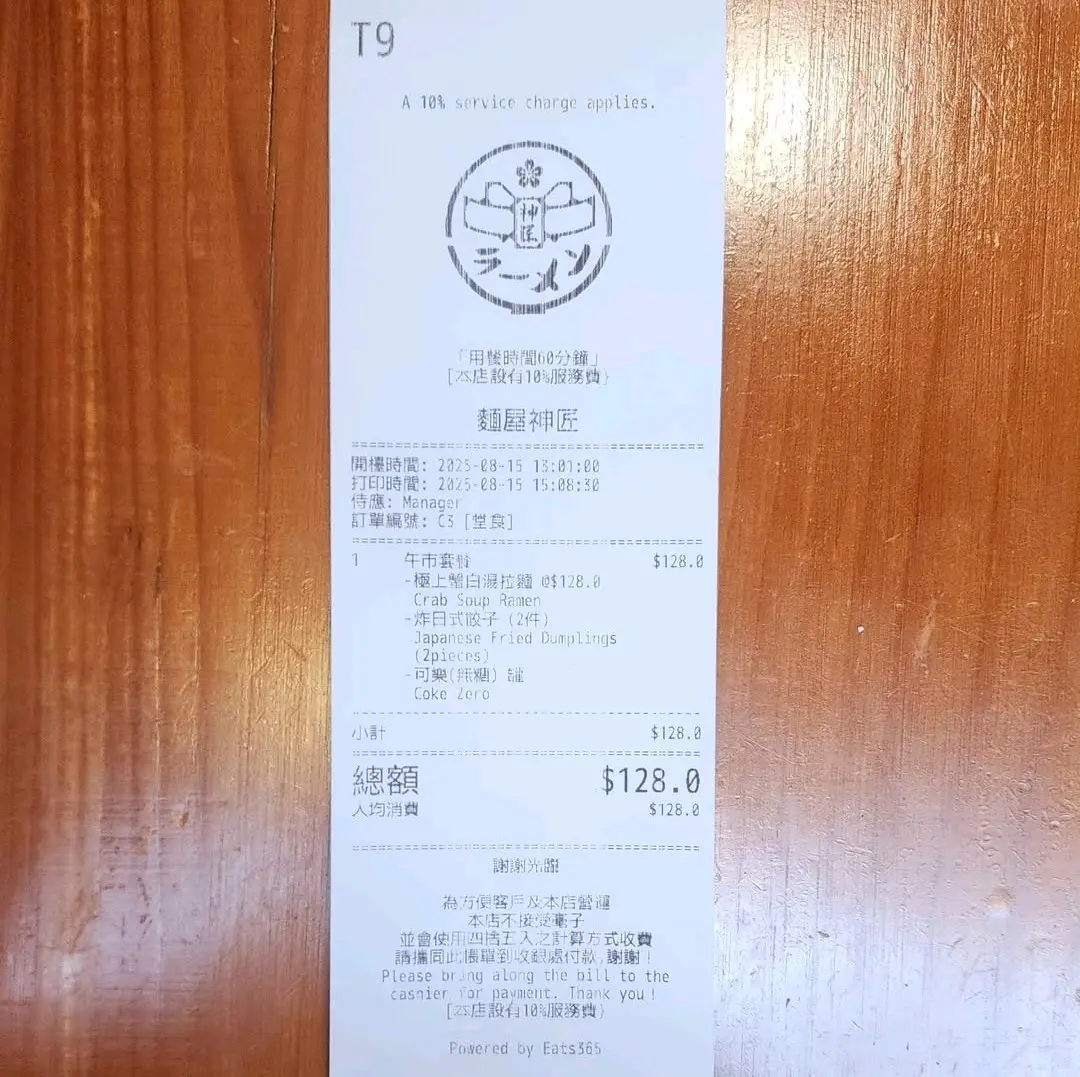 T9
A 10% service charge applies.
神匠
ラーメン
「用餐時間60分鐘」
[本店設有10%服務費}
麵屋神匠
開檯時間: 2025-08-15 13:01:00
打印時間: 2025-08-15 15:08:30
侍應: Manager
訂單編號: C3 [堂食]
1 午市套餐 $128.0
-極上蟹白湯拉麵 @$128.0
Crab Soup Ramen
-炸日式餃子 (2件)
Japanese Fried Dumplings
(2pieces)
-可樂(無糖) 罐
Coke Zero
小計 $128.0
總額 $128.0
人均消費 $128.0
謝謝光臨
為方便客戶及本店營運
本店不接受毫子
並會使用四捨五入之計算方式收費
請攜同此帳單到收銀處付款,謝謝!
Please bring along the bill to the
cashier for payment. Thank you!
[本店設有10%服務費}
Powered by Eats365